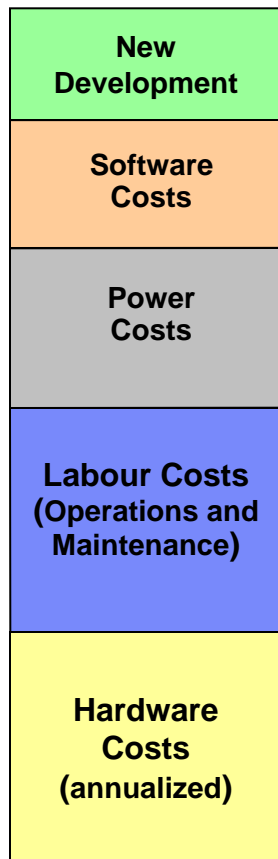 New
Development
Software
Costs
Power
Costs
Labour Costs
(Operations and
Maintenance)
Hardware
Costs
(annualized)